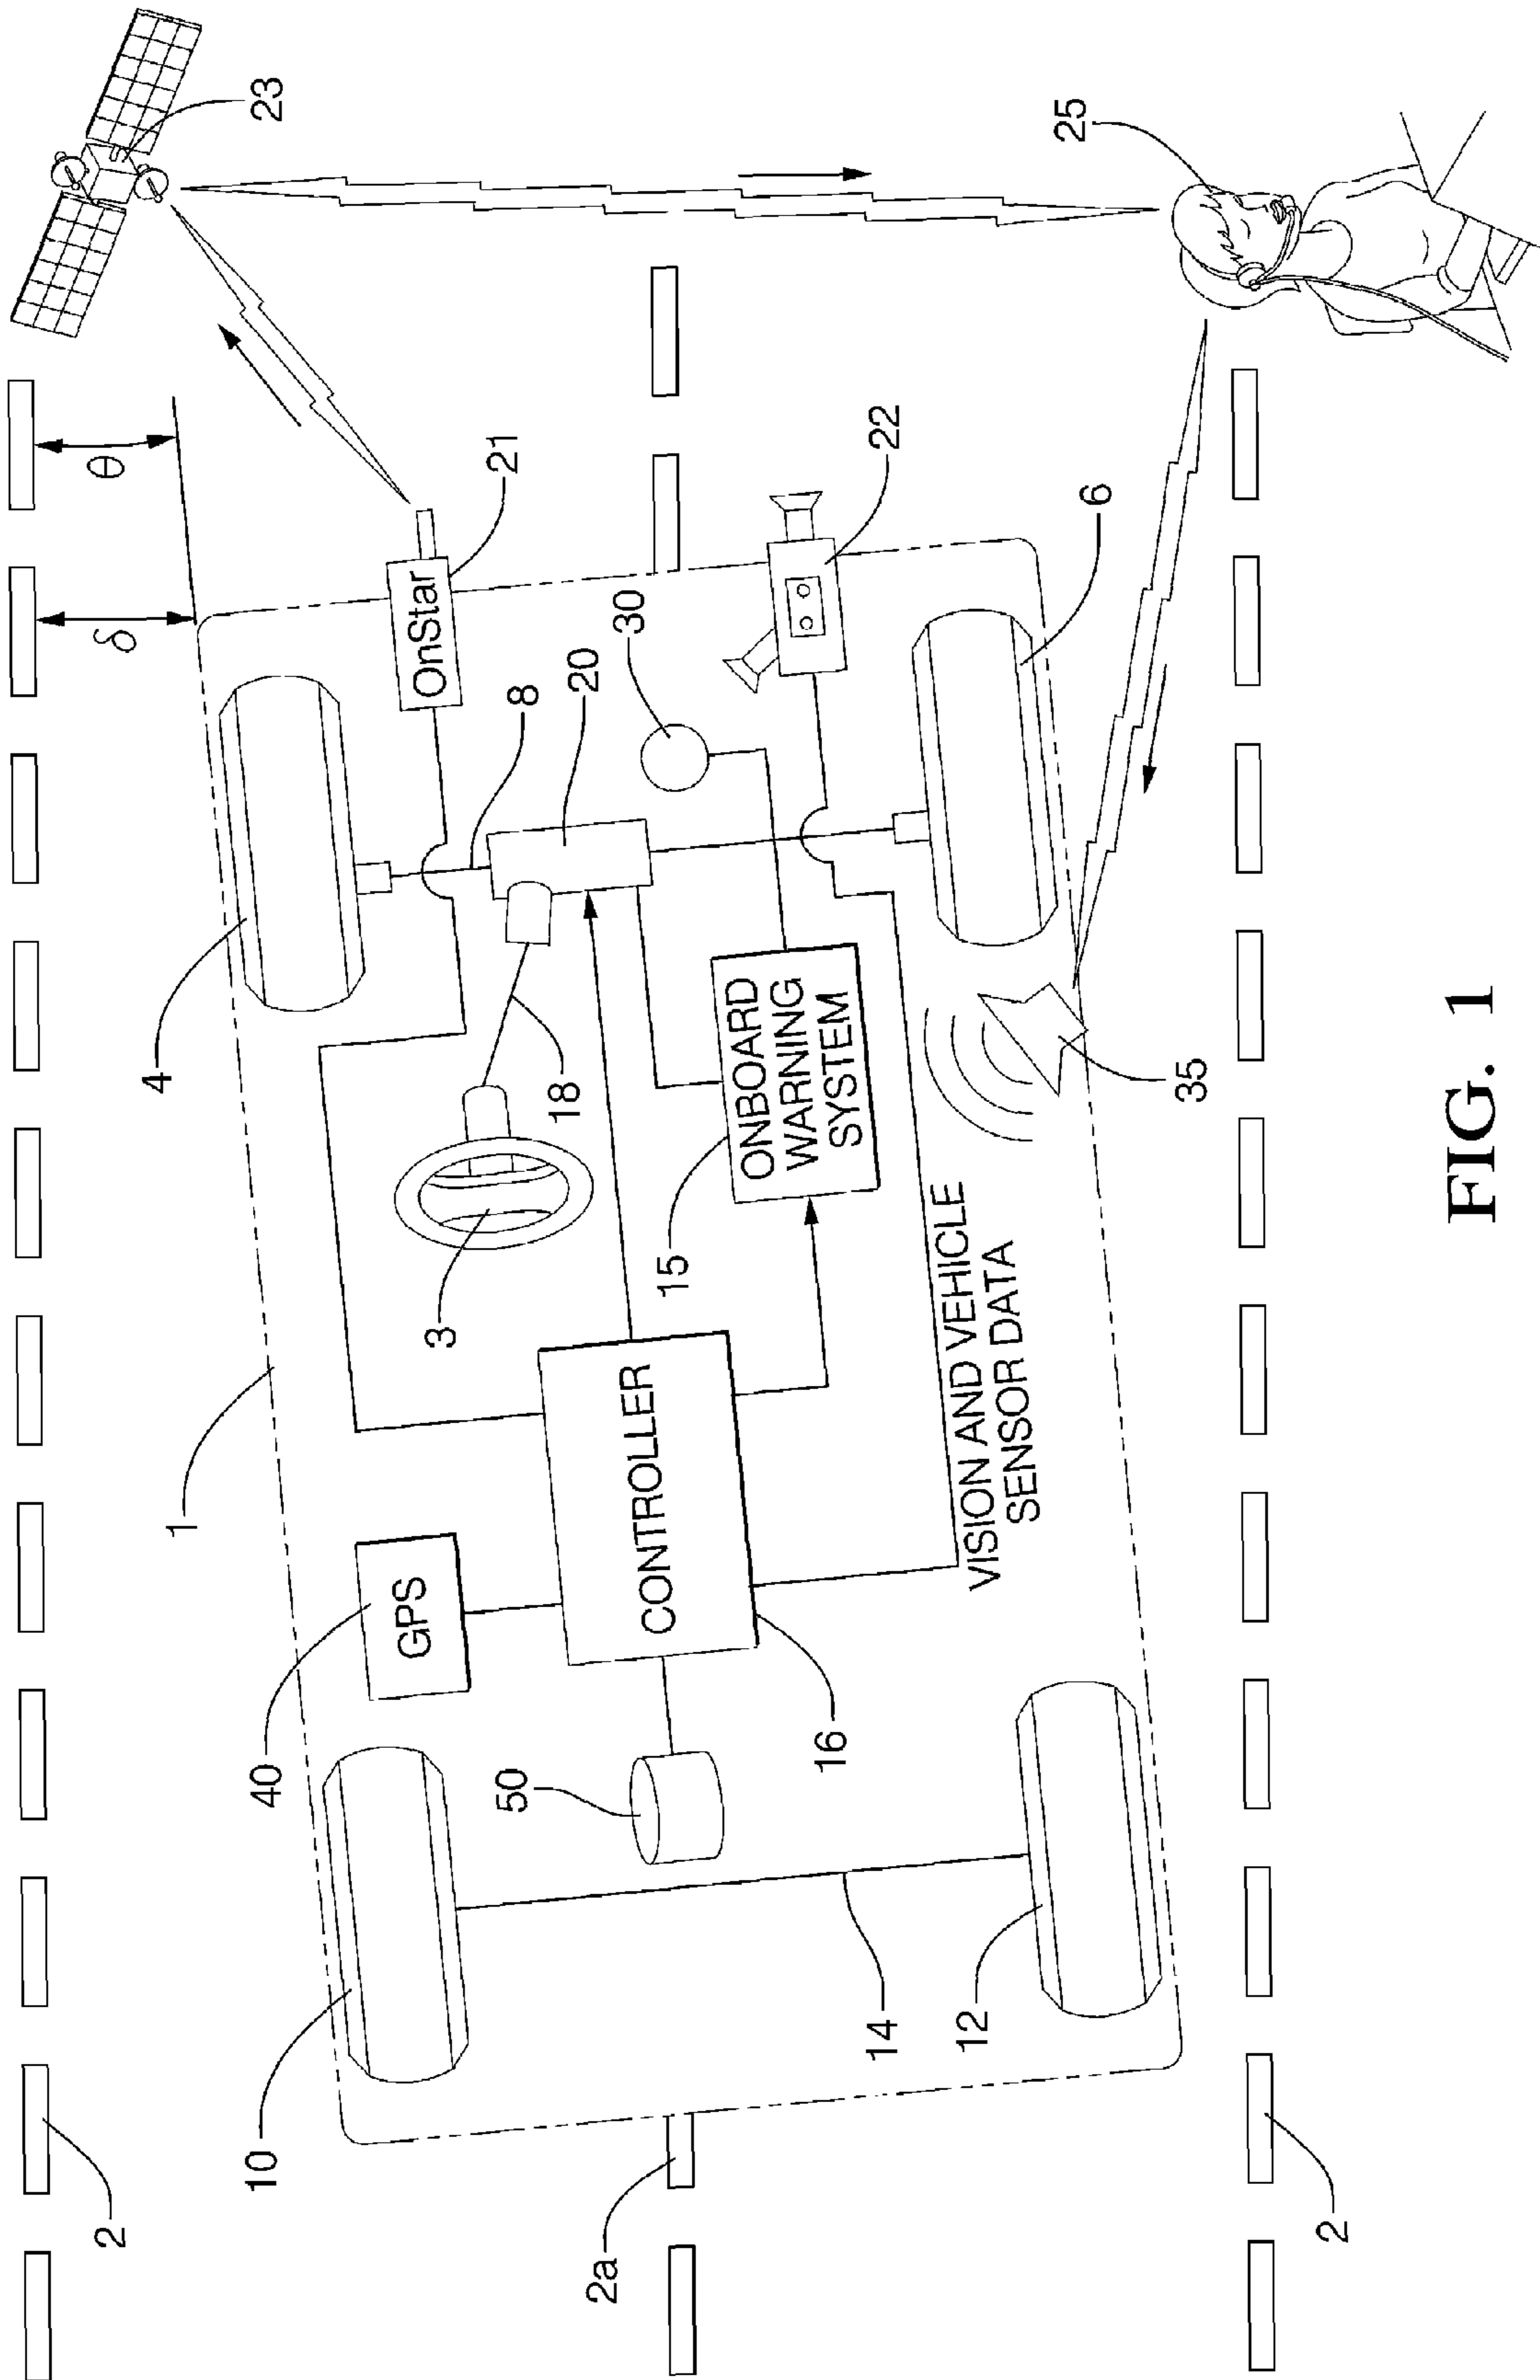 2
2a
2
10
14
12
40
50
16
GPS
CONTROLLER
VISION AND VEHICLE
SENSOR DATA
1
3
15
18
ONBOARD
WARNING
SYSTEM
4
35
8
20
30
6
OnStar
21
22
δ
θ
23
25
FIG. 1